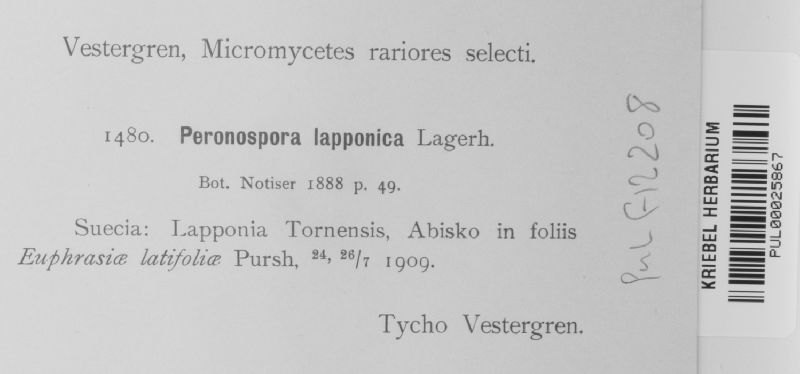 Vestergren, Micromycetes rariores selecti.
1480. Peronospora lapponica Lagerh.
Bot. Notiser 1888 p. 49.
Suecia: Lapponia Tornensis, Abisko in foliis
Euphrasiæ latifoliæ Pursh, 24, 26/7 1909.
Tycho Vestergren.
PuL F12208
KRIEBEL HERBARIUM
PUL00025867